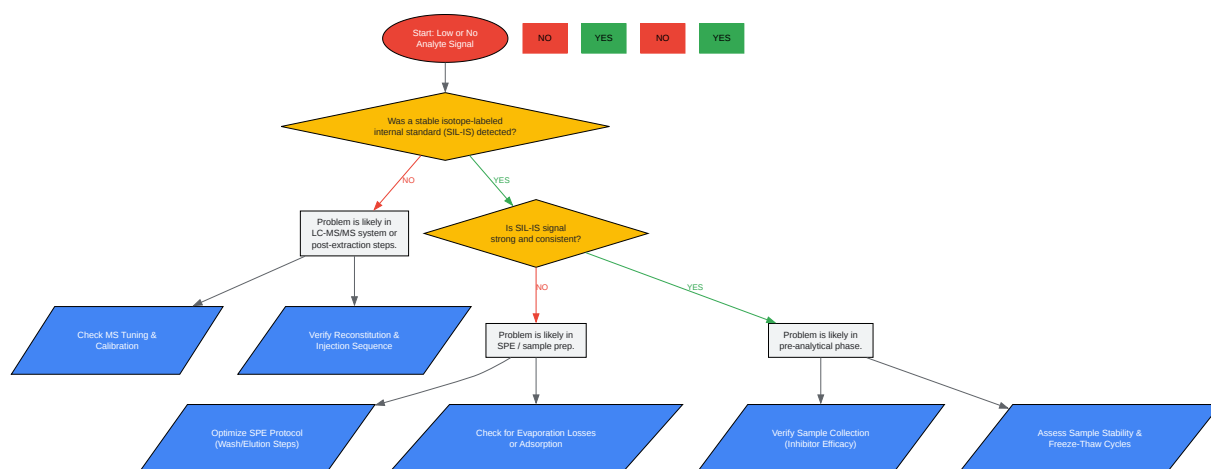 Start: Low or No
Analyte Signal
NO
YES
NO
YES
Was a stable isotope-labeled
internal standard (SIL-IS) detected?
NO
YES
Problem is likely in
LC-MS/MS system or
post-extraction steps.
Is SIL-IS signal
strong and consistent?
NO
YES
Check MS Tuning &
Calibration
Verify Reconstitution &
Injection Sequence
Problem is likely in
SPE / sample prep.
Problem is likely in
pre-analytical phase.
Optimize SPE Protocol
(Wash/Elution Steps)
Check for Evaporation Losses
or Adsorption
Verify Sample Collection
(Inhibitor Efficacy)
Assess Sample Stability &
Freeze-Thaw Cycles